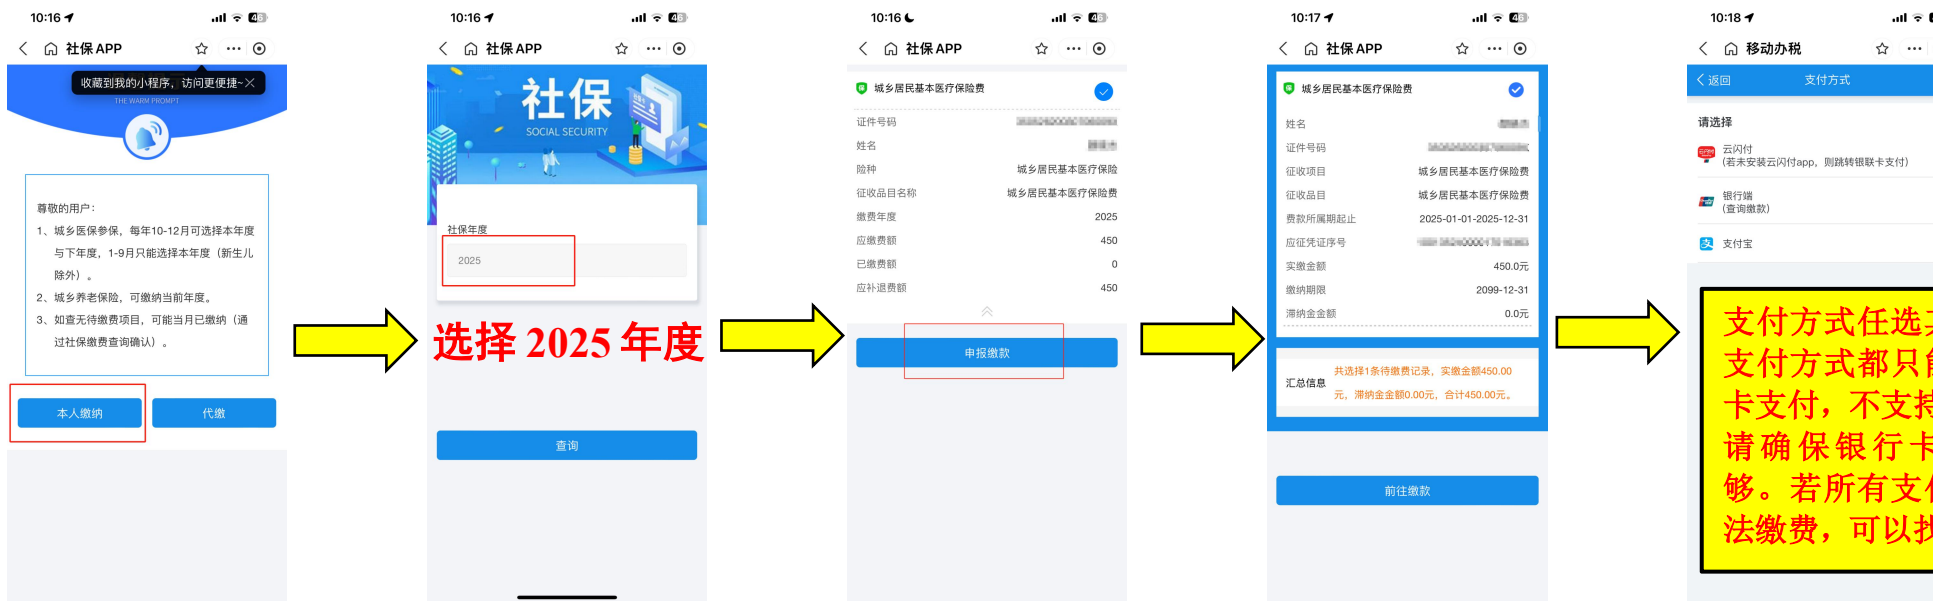 10:16
社保 APP
收藏到我的小程序，访问更便捷~
THE WARM PROMPT
尊敬的用户：
1、城乡医保参保，每年10-12月可选择本年度
与下年度，1-9月只能选择本年度（新生儿
除外）。
2、城乡养老保险，可缴纳当前年度。
3、如查无待缴费项目，可能当月已缴纳（通
过社保缴费查询确认）。
本人缴纳
代缴
10:16
社保 APP
社保
SOCIAL SECURITY
社保年度
2025
选择 2025 年度
查询
10:16
社保 APP
城乡居民基本医疗保险费
证件号码
姓名
险种 城乡居民基本医疗保险
征收品目名称 城乡居民基本医疗保险费
缴费年度 2025
应缴费额 450
已缴费额 0
应补退费额 450
申报缴款
10:17
社保 APP
城乡居民基本医疗保险费
姓名
证件号码
征收项目 城乡居民基本医疗保险费
征收品目 城乡居民基本医疗保险费
费款所属期起止 2025-01-01-2025-12-31
应征凭证序号
实缴金额 450.0元
缴纳期限 2099-12-31
滞纳金金额 0.0元
汇总信息
共选择1条待缴费记录，实缴金额450.00
元，滞纳金金额0.00元，合计450.00元。
前往缴款
10:18
移动办税
返回
支付方式
请选择
云闪付
(若未安装云闪付app，则跳转银联卡支付)
银行端
(查询缴款)
支付宝
支付方式任选
支付方式都只
卡支付，不支
请确保银行
够。若所有支
法缴费，可以